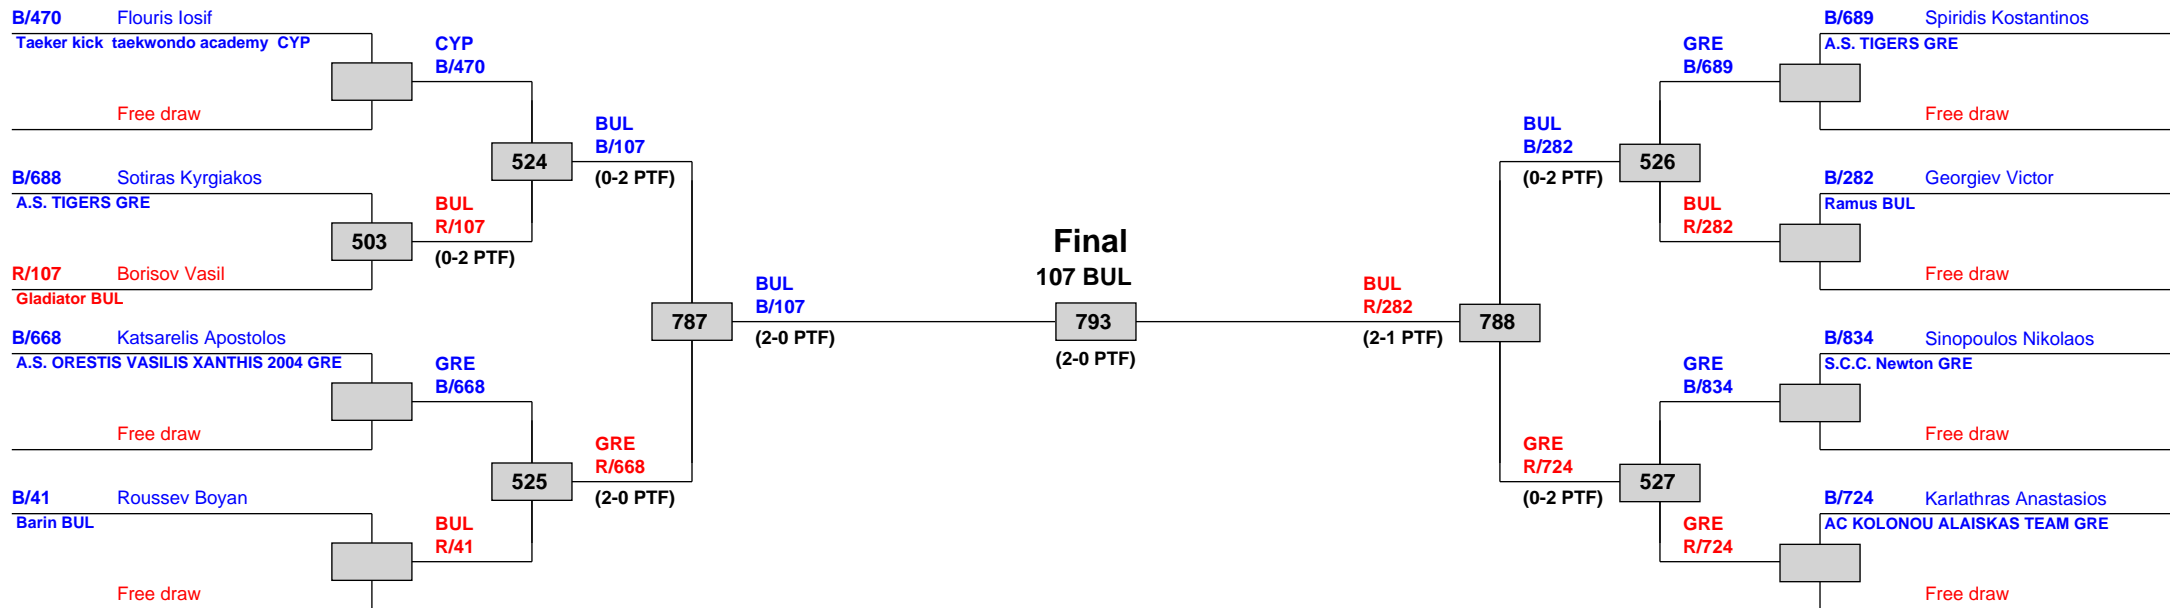 B/470 Flouris Iosif
Taeker kick taekwondo academy CYP
Free draw
B/688 Sotiras Kyrgiakos
A.S. TIGERS GRE
503
R/107 Borisov Vasil
Gladiator BUL
B/668 Katsarelis Apostolos
A.S. ORESTIS VASILIS XANTHIS 2004 GRE
Free draw
B/41 Roussev Boyan
Barin BUL
Free draw
CYP
B/470
524
BUL
R/107
(0-2 PTF)
GRE
B/668
525
BUL
R/41
BUL
B/107
(0-2 PTF)
787
GRE
R/668
(2-0 PTF)
BUL
B/107
(2-0 PTF)
Final
107 BUL
793
(2-0 PTF)
BUL
R/282
(2-1 PTF)
788
BUL
B/282
(0-2 PTF)
526
GRE
R/724
(0-2 PTF)
527
GRE
B/689
BUL
R/282
GRE
B/834
GRE
R/724
B/689 Spiridis Kostantinos
A.S. TIGERS GRE
Free draw
B/282 Georgiev Victor
Ramus BUL
Free draw
B/834 Sinopoulos Nikolaos
S.C.C. Newton GRE
Free draw
B/724 Karlathras Anastasios
AC KOLONOU ALAISKAS TEAM GRE
Free draw